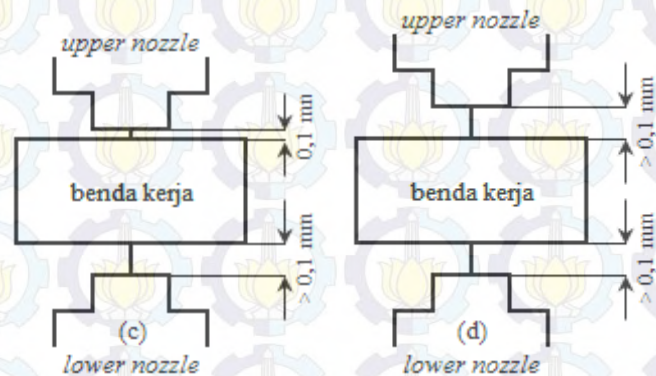 upper nozzle
0,1 mm
benda kerja
> 0,1 mm
(c)
lower nozzle
upper nozzle
> 0,1 mm
benda kerja
> 0,1 mm
(d)
lower nozzle